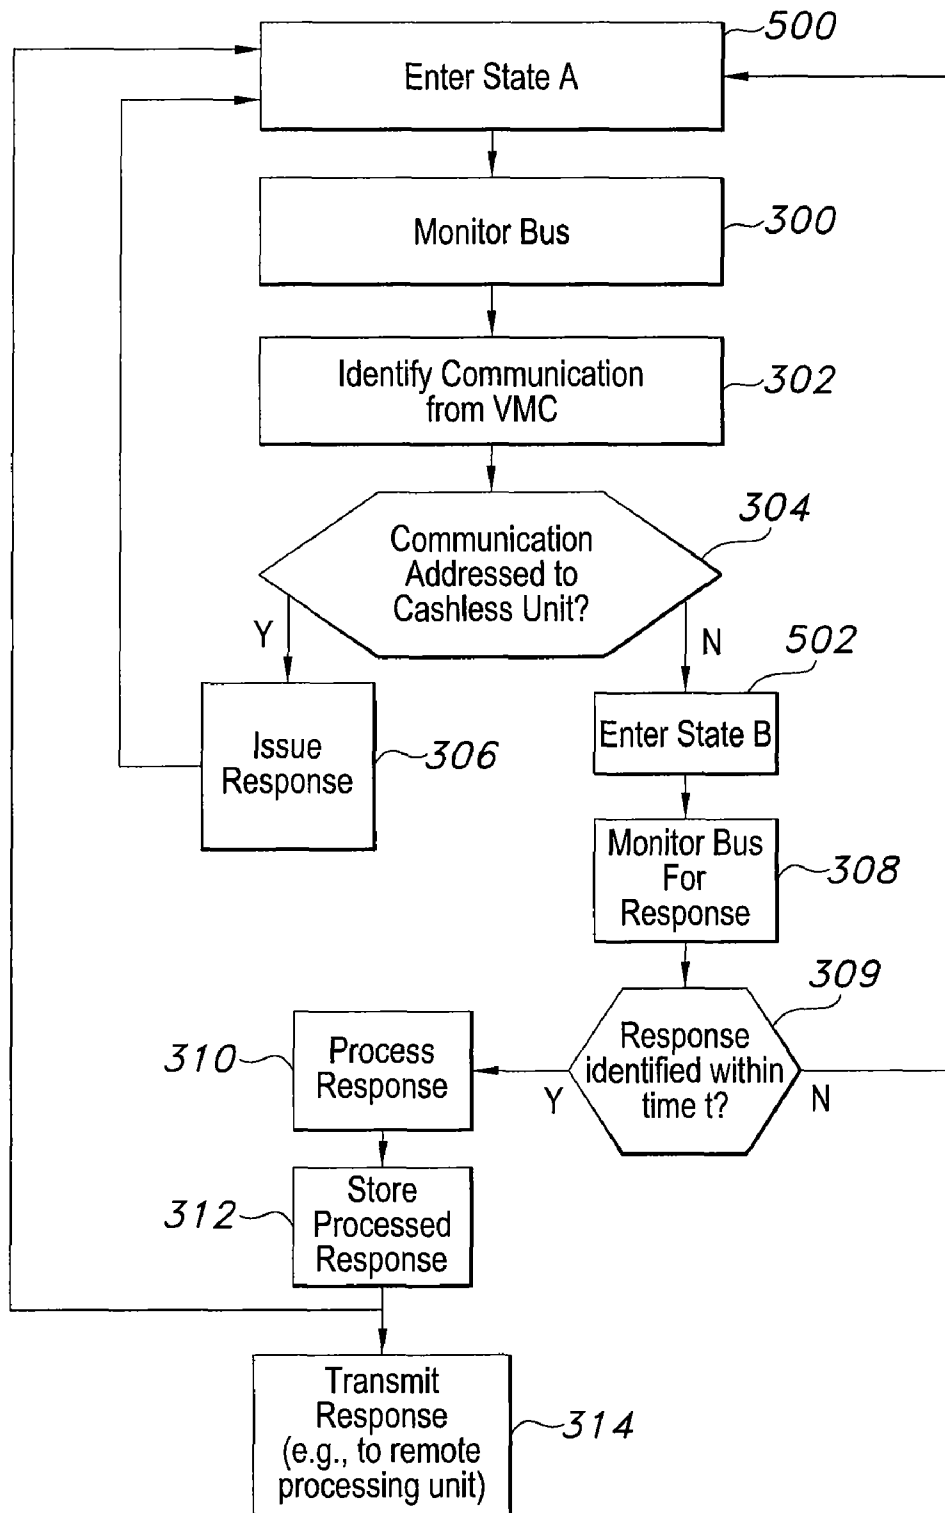 500
Enter State A
Monitor Bus
300
Identify Communication
from VMC
302
304
Communication
Addressed to
Cashless Unit?
Y
N
502
Issue
Response
306
Enter State B
Monitor Bus
For
Response
308
309
Response
identified within
time t?
Y
N
310
Process
Response
312
Store
Processed
Response
Transmit
Response
(e.g., to remote
processing unit)
314